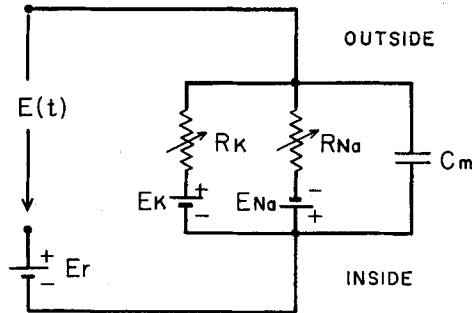 OUTSIDE
E(t)
RK
RNa
Cm
EK
+
-
ENa
-
+
+
-
Er
INSIDE